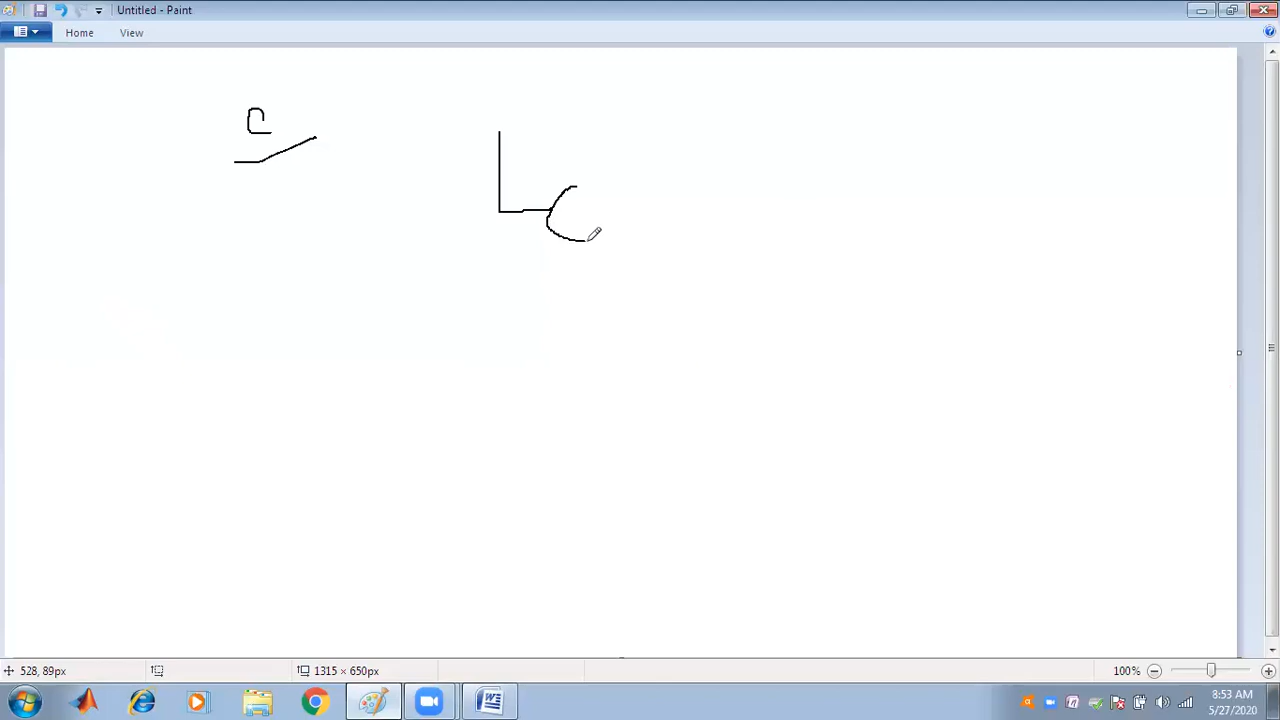 Untitled - Paint
Home View
528, 89px 1315 × 650px 100%
8:53 AM
5/27/2020